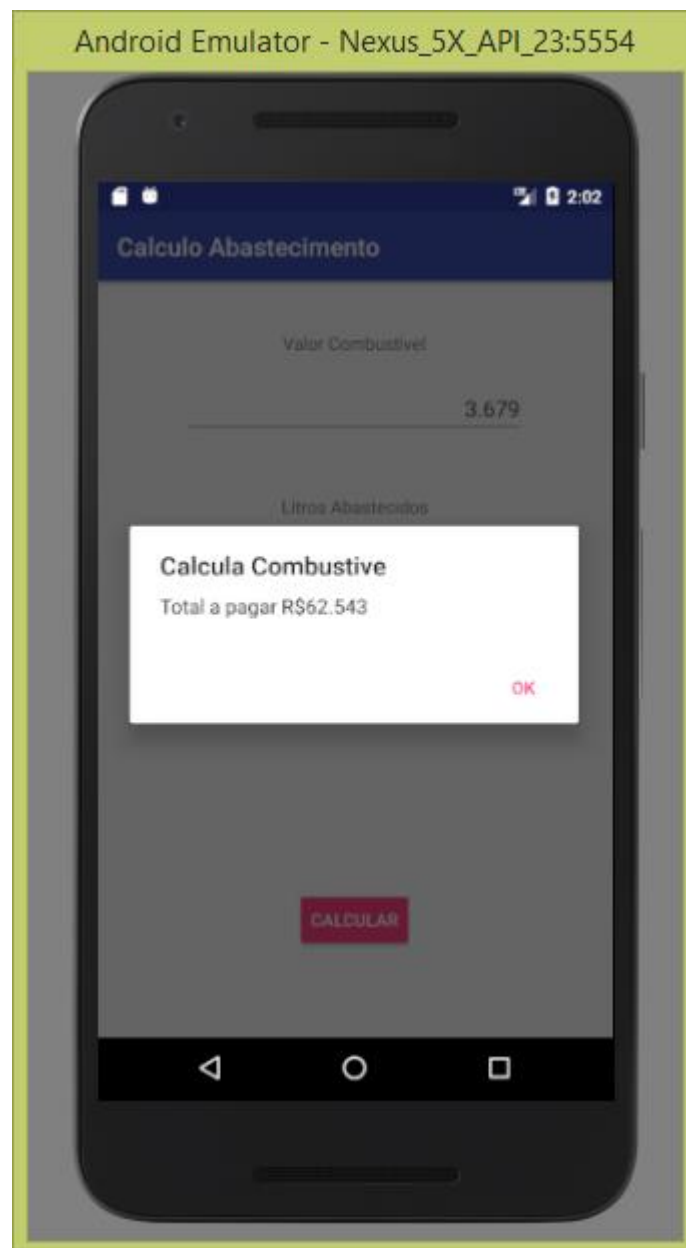 Android Emulator - Nexus_5X_API_23:5554
2:02
Calculo Abastecimento
Valor Combustivel
3.679
Litros Abastecidos
Calcula Combustive
Total a pagar R$62.543
OK
CALCULAR